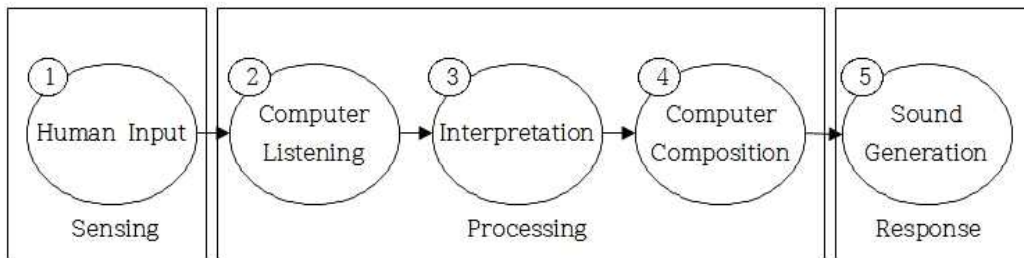 1
Human Input
Sensing
2
Computer
Listening
3
Interpretation
4
Computer
Composition
Processing
5
Sound
Generation
Response